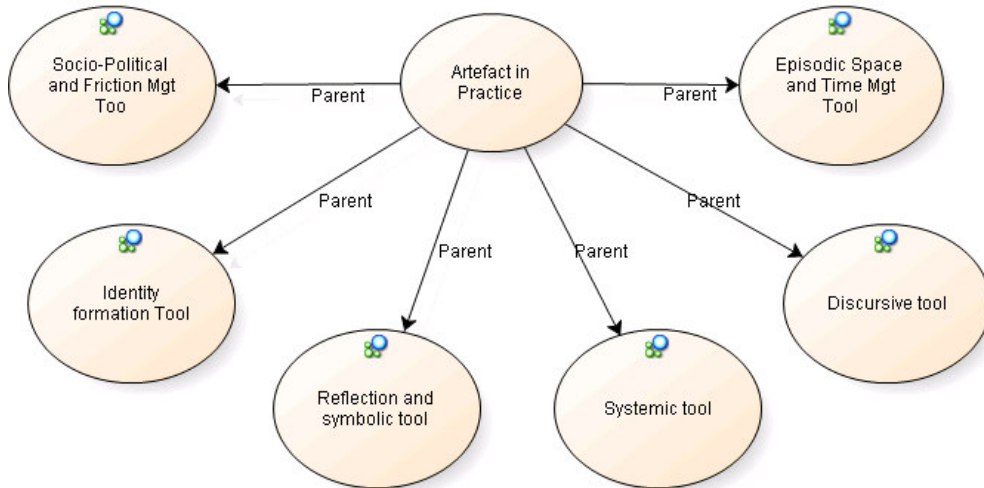 Socio-Political
and Friction Mgt
Too
Parent
Artefact in
Practice
Parent
Episodic Space
and Time Mgt
Tool
Parent
Identity
formation Tool
Parent
Reflection and
symbolic tool
Parent
Systemic tool
Parent
Discursive tool